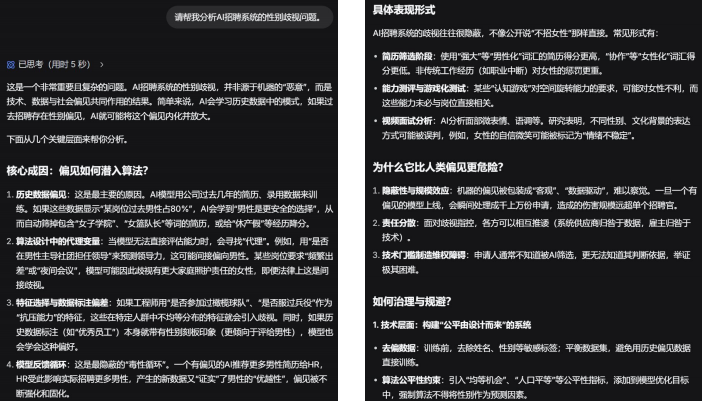 请帮我分析AI招聘系统的性别歧视问题。
已思考（用时 5 秒）
这是一个非常重要且复杂的问题。AI招聘系统的性别歧视，并非源于机器的“恶意”，而是
技术、数据与社会偏见共同作用的结果。简单来说，AI会学习历史数据中的模式，如果过
去招聘存在性别偏见，AI就可能将这个偏见内化并放大。
下面从几个关键层面来帮你分析。
核心成因：偏见如何潜入算法？
1. 历史数据偏见：这是最主要的原因。AI模型用公司过去几年的简历、录用数据来训
练。如果这些数据显示“某岗位过去男性占80%”，AI会学到“男性是更安全的选择”，从
而自动筛掉包含“女子学院”、“女篮队长”等词的简历，或给“休产假”等经历降分。
2. 算法设计中的代理变量：当模型无法直接评估能力时，会寻找“代理”。例如，用“是否
在男生主导社团担任领导”来预测领导力，这可能间接偏向男性。某些岗位要求“频繁出
差”或“夜间会议”，模型可能因此歧视有更大家庭照护责任的女性，即便法律上这是间
接歧视。
3. 特征选择与数据标注偏差：如果工程师用“是否参加过橄榄球队”、“是否服过兵役”作为
“抗压能力”的特征，这些在特定人群中不均等分布的特征就会引入歧视。同时，如果历
史数据标注（如“优秀员工”）本身就带有性别刻板印象（更倾向于评给男性），模型也
会学会这种偏好。
4. 模型反馈循环：这是最隐蔽的“毒性循环”。一个有偏见的AI推荐更多男性简历给HR，
HR受此影响实际招聘更多男性，产生的新数据又“证实”了男性的“优越性”，偏见被不
断强化和固化。
具体表现形式
AI招聘系统的歧视往往很隐蔽，不像公开说“不招女性”那样直接。常见形式有：
• 简历筛选阶段：使用“强大”等“男性化”词汇的简历得分更高，“协作”等“女性化”词汇得
分更低。非传统工作经历（如职业中断）对女性的惩罚更重。
• 能力测评与游戏化测试：某些“认知游戏”对空间旋转能力的要求，可能对女性不利，而
这些能力未必与岗位直接相关。
• 视频面试分析：AI分析面部微表情、语调等。研究表明，不同性别、文化背景的表达
方式可能被误判，例如，女性的自信微笑可能被标记为“情绪不稳定”。
为什么它比人类偏见更危险？
1. 隐蔽性与规模效应：机器的偏见被包装成“客观”、“数据驱动”，难以察觉。一旦一个有
偏见的模型上线，会瞬间处理成千上万份申请，造成的伤害规模远超单个招聘官。
2. 责任分散：面对歧视指控，各方可以相互推诿（系统供应商归咎于数据，雇主归咎于
技术）。
3. 技术门槛制造维权障碍：申请人通常不知道被AI筛选，更无法知道其判断依据，举证
极其困难。
如何治理与规避？
1. 技术层面：构建“公平由设计而来”的系统
• 去偏数据：训练前，去除姓名、性别等敏感标签；平衡数据集，避免用历史偏见数据
直接训练。
• 算法公平性约束：引入“均等机会”、“人口平等”等公平性指标，添加到模型优化目标
中，强制算法不得将性别作为预测因素。